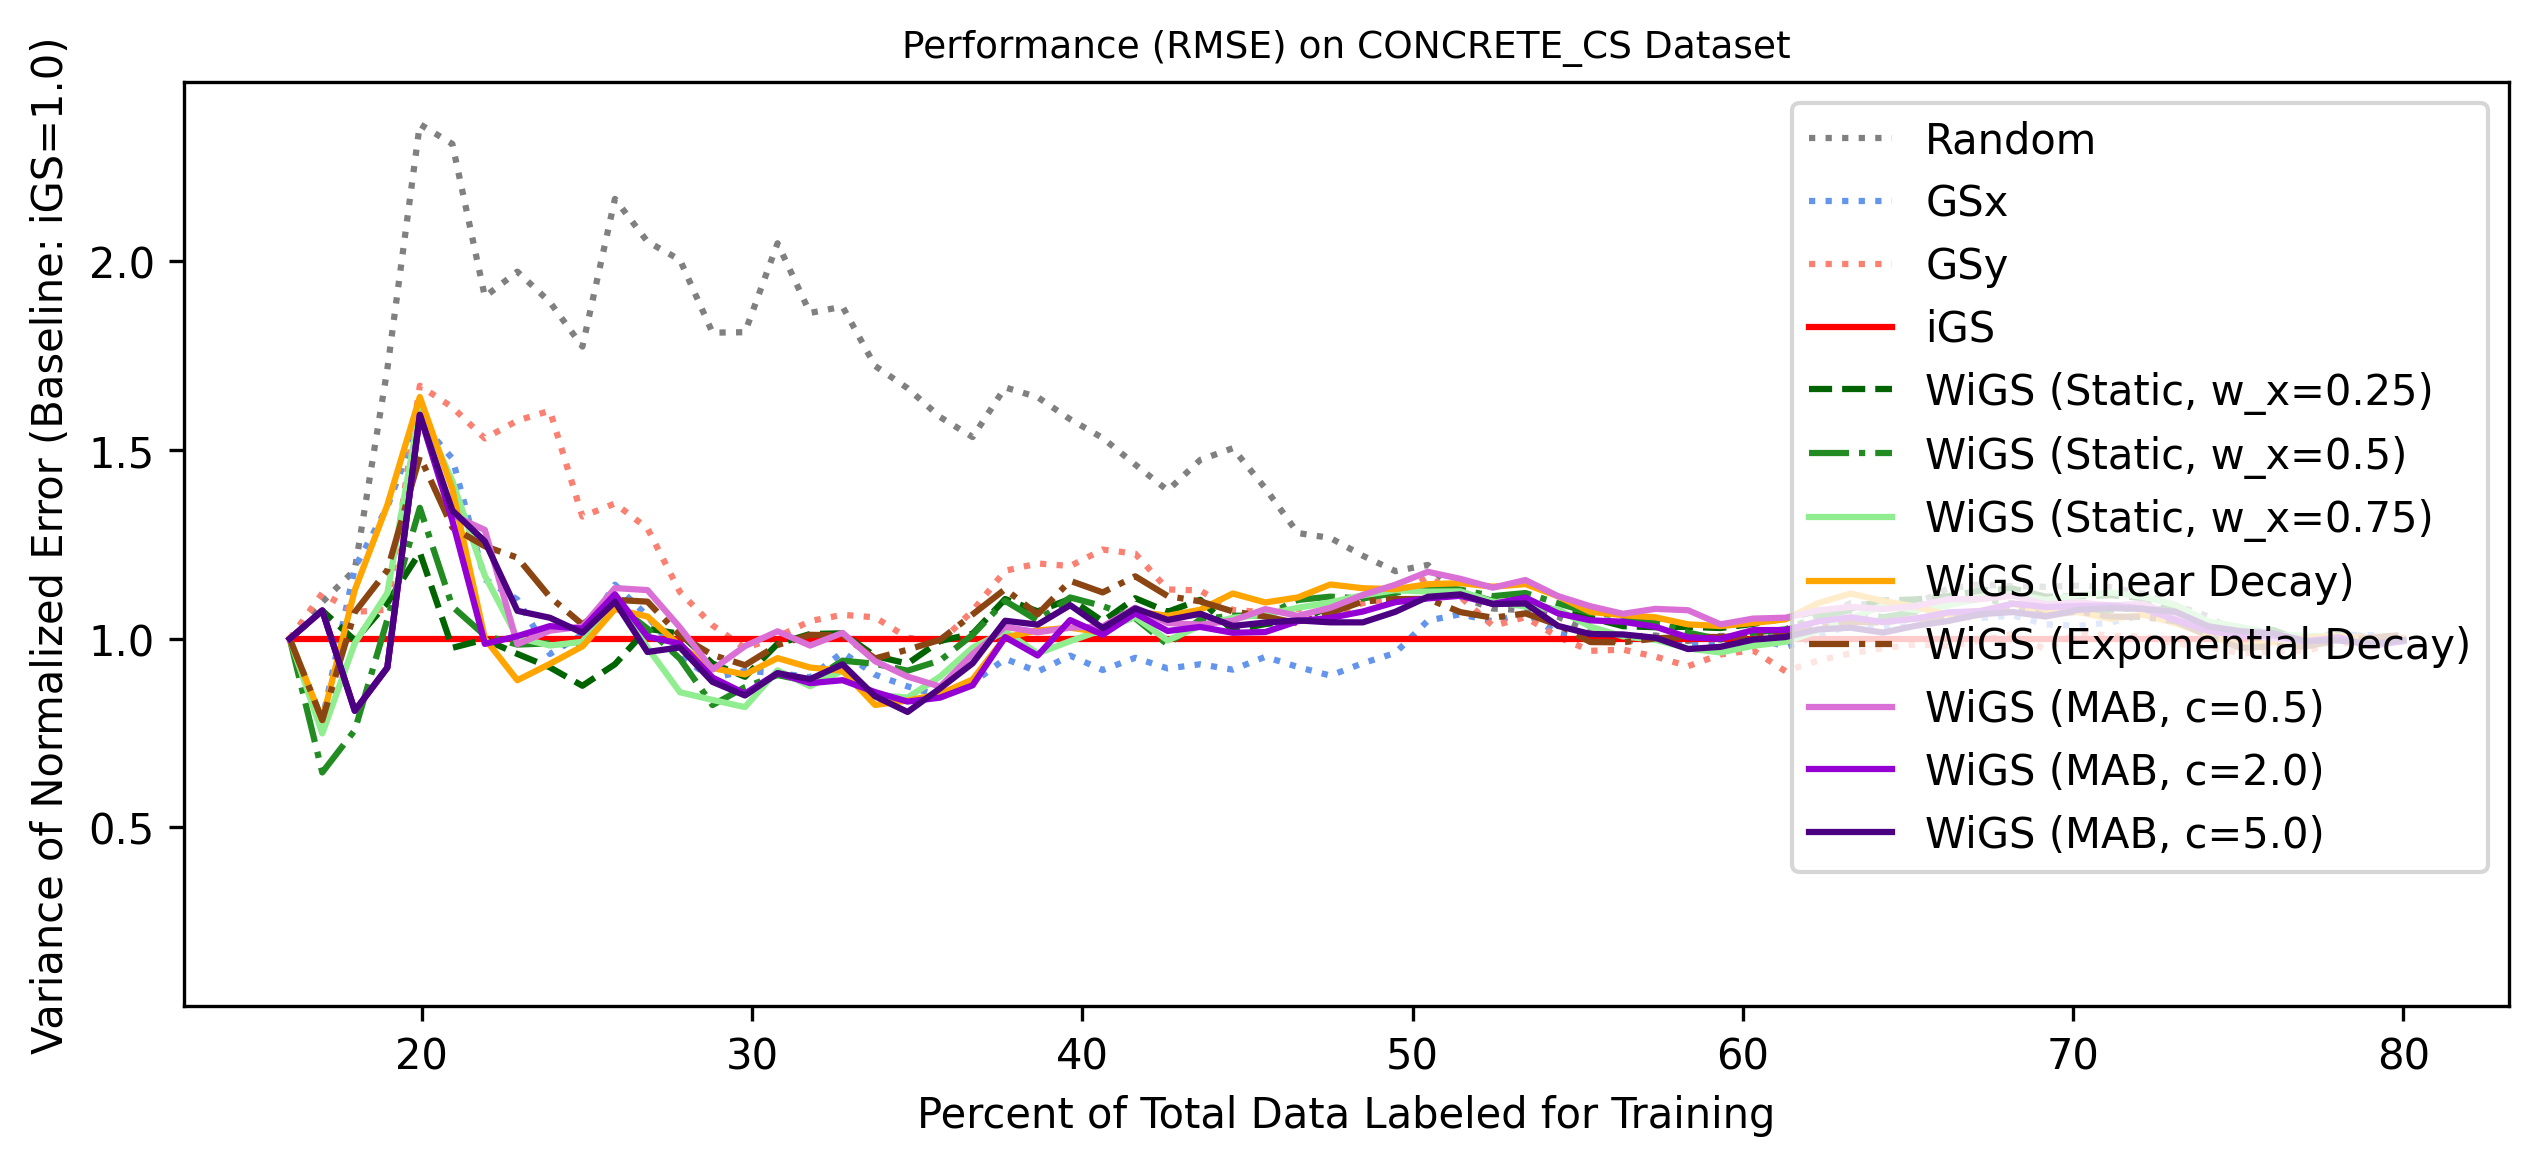 Performance (RMSE) on CONCRETE_CS Dataset
Variance of Normalized Error (Baseline: iGS=1.0)
2.0
1.5
1.0
0.5
Random
GSx
GSy
iGS
WiGS (Static, w_x=0.25)
WiGS (Static, w_x=0.5)
WiGS (Static, w_x=0.75)
WiGS (Linear Decay)
WiGS (Exponential Decay)
WiGS (MAB, c=0.5)
WiGS (MAB, c=2.0)
WiGS (MAB, c=5.0)
20 30 40 50 60 70 80
Percent of Total Data Labeled for Training